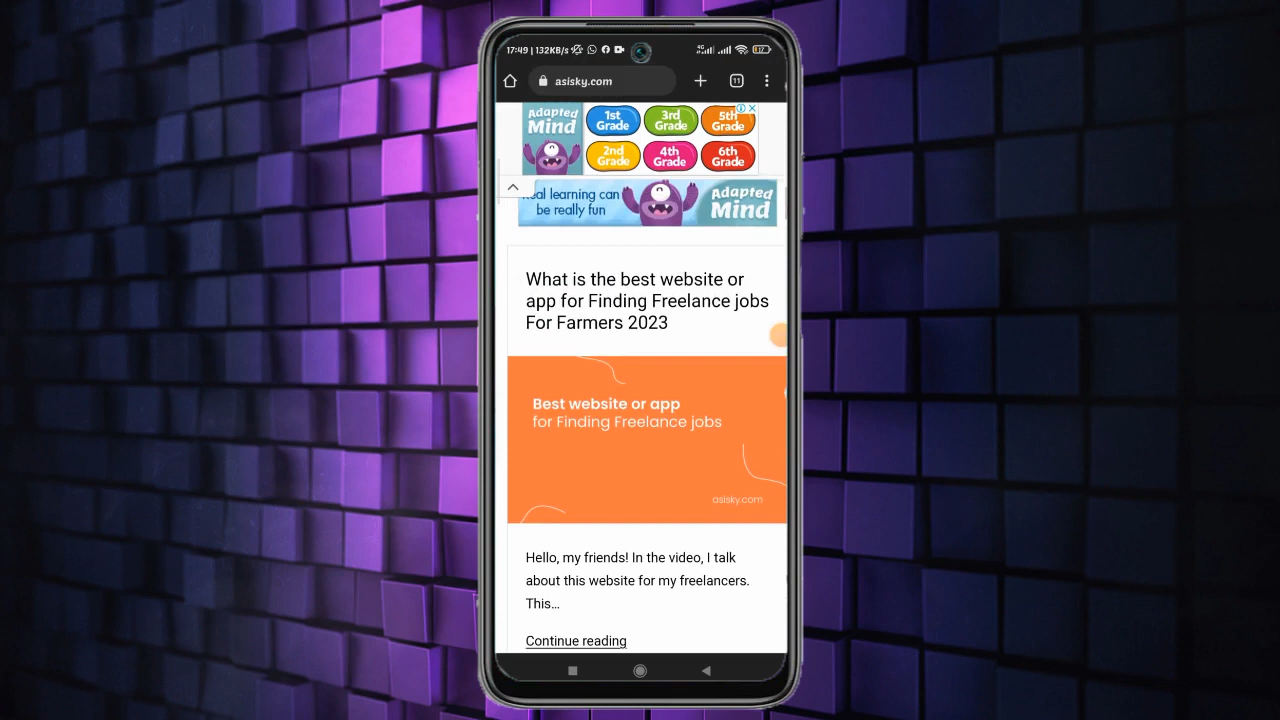 17:49 | 132KB/s
4G
17
asisky.com
11
Adapted Mind
1st Grade
3rd Grade
5th Grade
2nd Grade
4th Grade
6th Grade
eal learning can
be really fun
Adapted
Mind
What is the best website or
app for Finding Freelance jobs
For Farmers 2023
Best website or app
for Finding Freelance jobs
asisky.com
Hello, my friends! In the video, I talk
about this website for my freelancers.
This...
Continue reading